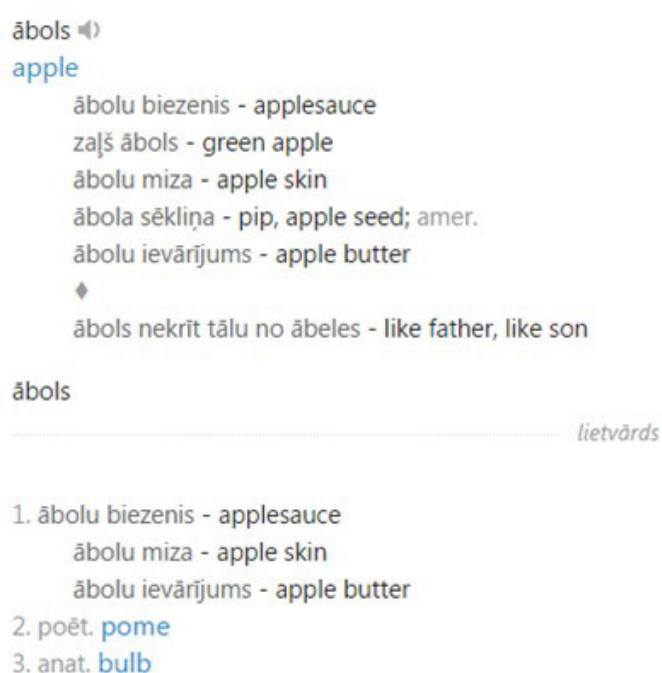 ābols
apple
ābolu biezenis - applesauce
zaļš ābols - green apple
ābolu miza - apple skin
ābola sēkliņa - pip, apple seed; amer.
ābolu ievārījums - apple butter
♦
ābols nekrīt tālu no ābeles - like father, like son
ābols
lietvārds
1. ābolu biezenis - applesauce
ābolu miza - apple skin
ābolu ievārījums - apple butter
2. poēt. pome
3. anat. bulb